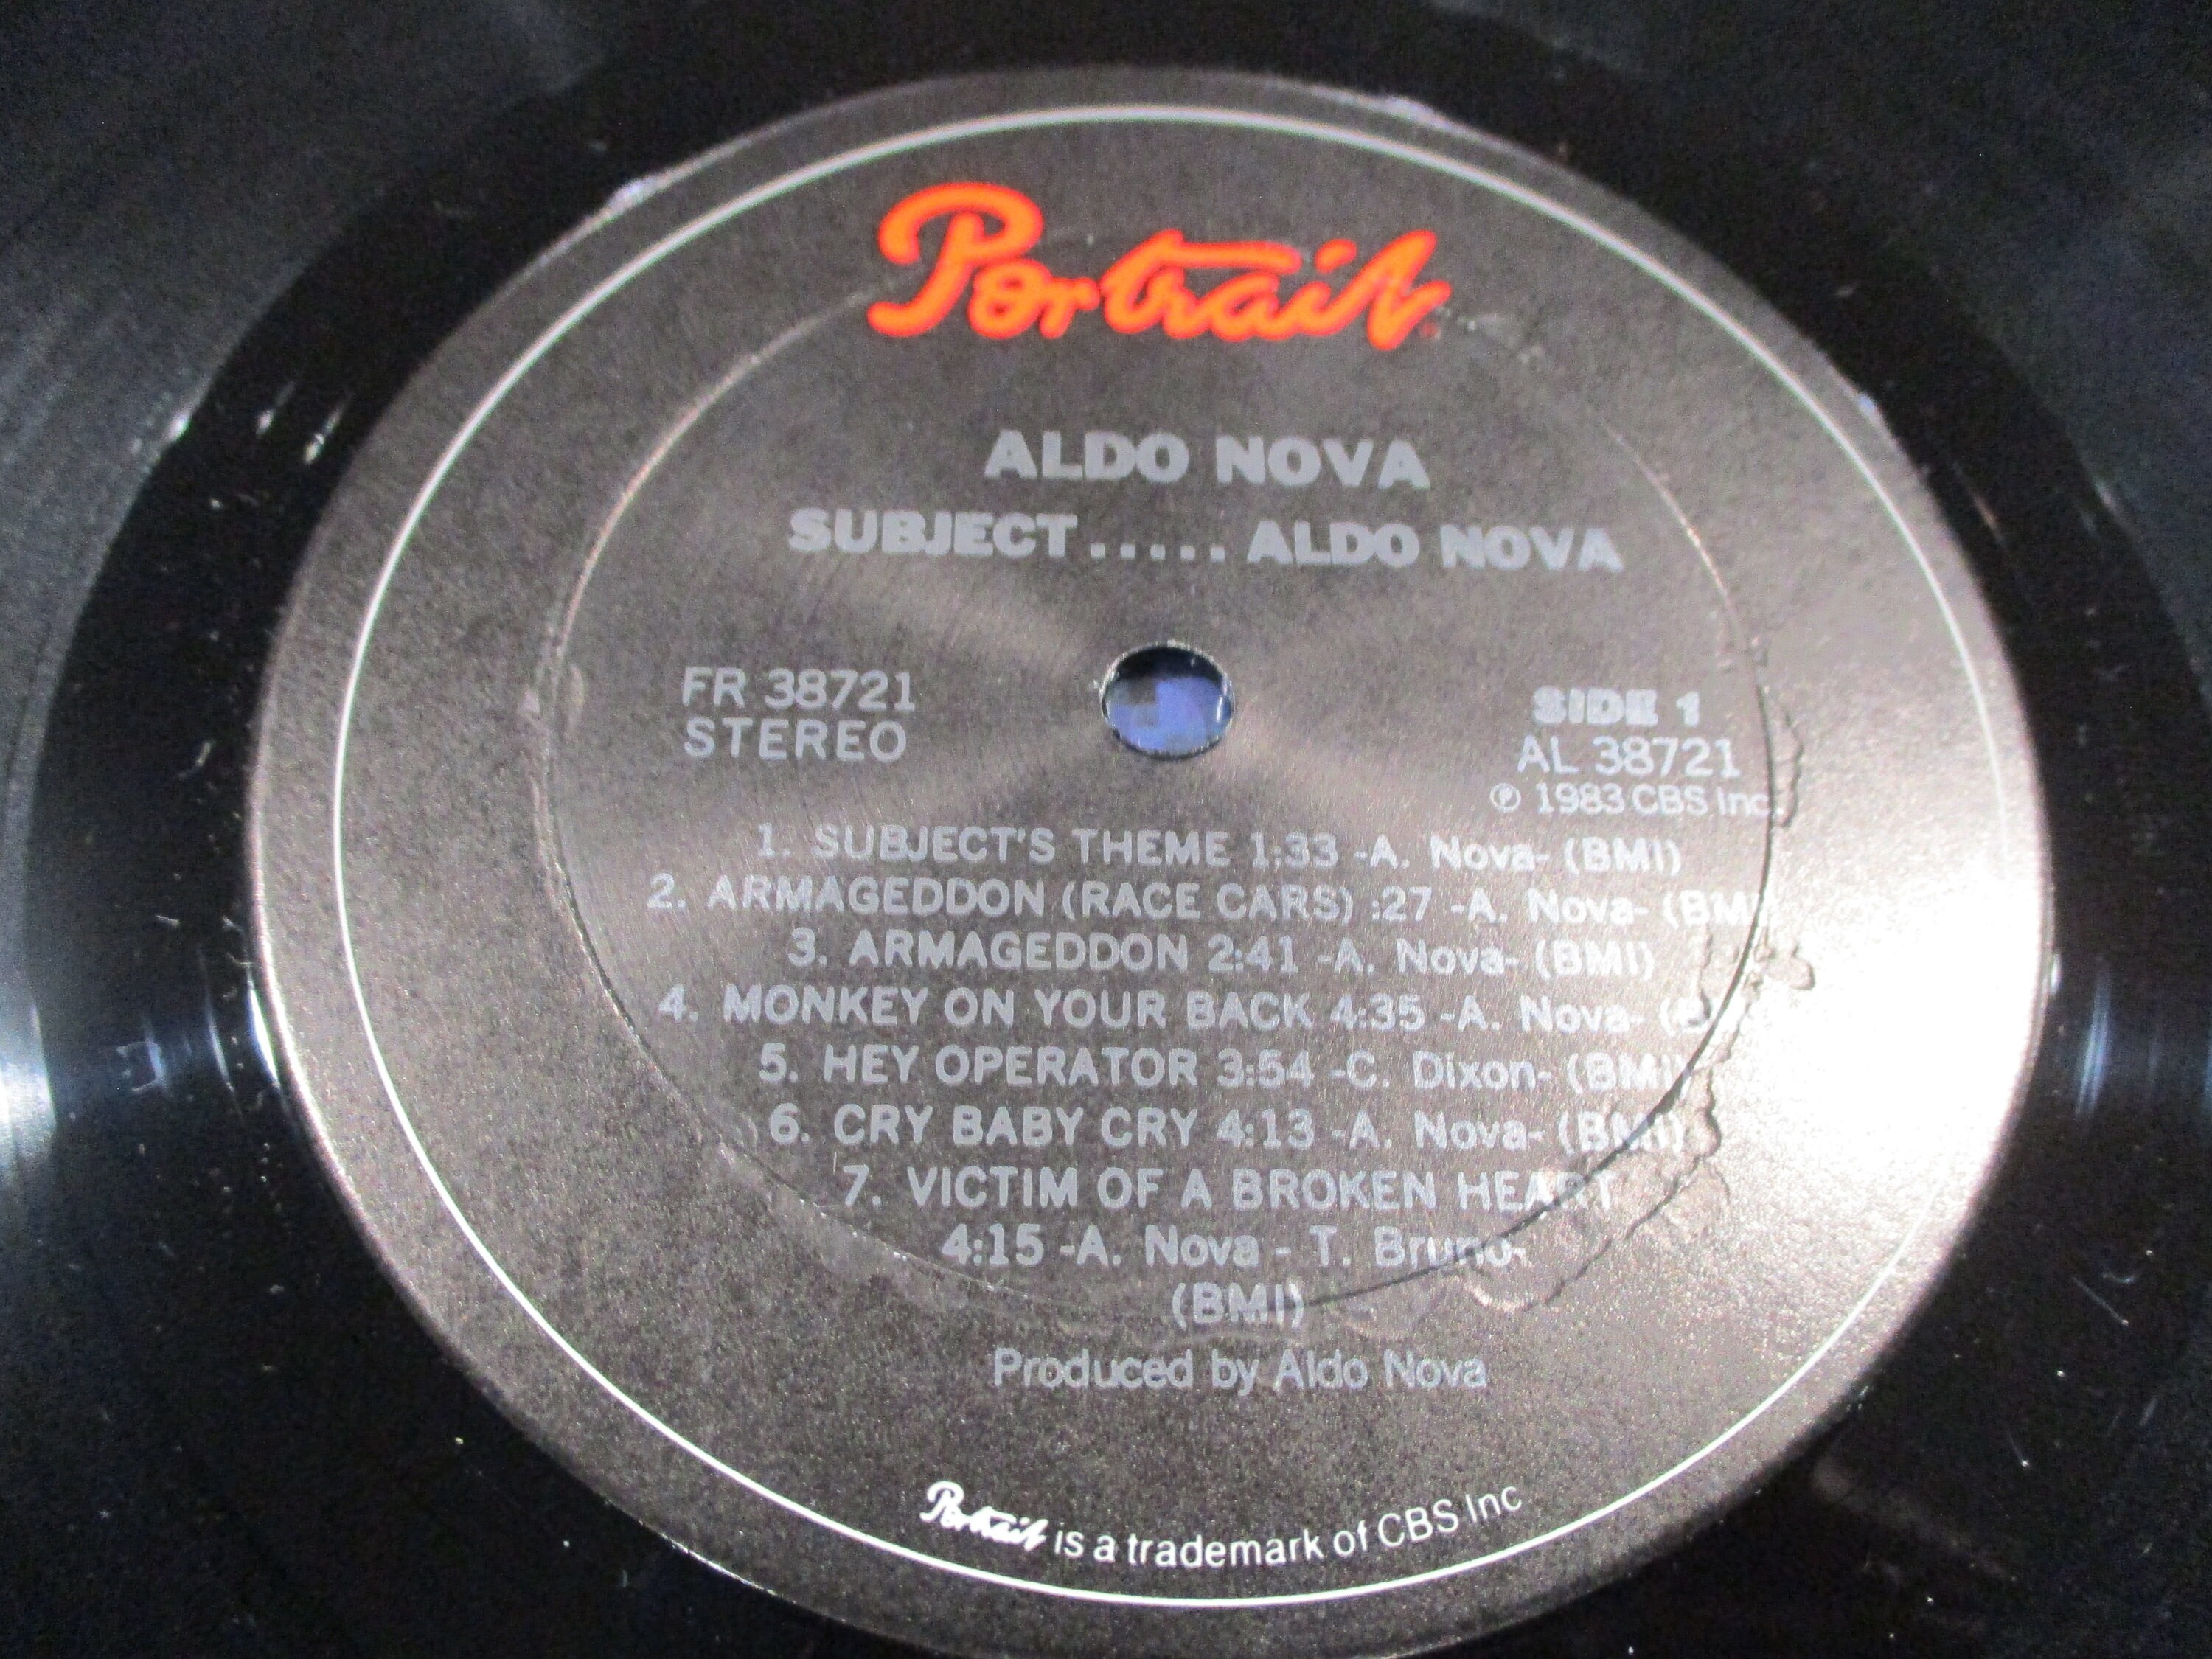 Portrait
ALDO NOVA
SUBJECT ..... ALDO NOVA
FR 38721
STEREO
SIDE 1
AL 38721
℗ 1983 CBS Inc.
1. SUBJECT'S THEME 1:33 -A. Nova- (BMI)
2. ARMAGEDDON (RACE CARS) :27 -A. Nova- (BMI
3. ARMAGEDDON 2:41 -A. Nova- (BMI)
4. MONKEY ON YOUR BACK 4:35 -A. Nova-
5. HEY OPERATOR 3:54 -C. Dixon- (BMI)
6. CRY BABY CRY 4:13 -A. Nova- (BMI)
7. VICTIM OF A BROKEN HEART
4:15 -A. Nova - T. Bruno-
(BMI)
Produced by Aldo Nova
Portrait is a trademark of CBS Inc